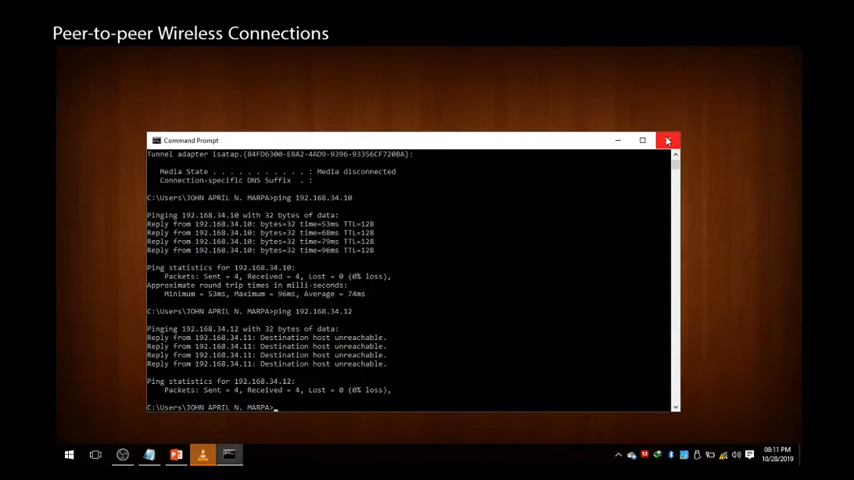 Peer-to-peer Wireless Connections
Command Prompt
Tunnel adapter isatap.{84FD6300-E8A2-4AD9-9396-93356CF720BA}:
Media State . . . . . . . . . . . : Media disconnected
Connection-specific DNS Suffix  . :
C:\Users\JOHN APRIL N. MARPA>ping 192.168.34.10
Pinging 192.168.34.10 with 32 bytes of data:
Reply from 192.168.34.10: bytes=32 time=53ms TTL=128
Reply from 192.168.34.10: bytes=32 time=68ms TTL=128
Reply from 192.168.34.10: bytes=32 time=79ms TTL=128
Reply from 192.168.34.10: bytes=32 time=96ms TTL=128
Ping statistics for 192.168.34.10:
Packets: Sent = 4, Received = 4, Lost = 0 (0% loss),
Approximate round trip times in milli-seconds:
Minimum = 53ms, Maximum = 96ms, Average = 74ms
C:\Users\JOHN APRIL N. MARPA>ping 192.168.34.12
Pinging 192.168.34.12 with 32 bytes of data:
Reply from 192.168.34.11: Destination host unreachable.
Reply from 192.168.34.11: Destination host unreachable.
Reply from 192.168.34.11: Destination host unreachable.
Reply from 192.168.34.11: Destination host unreachable.
Ping statistics for 192.168.34.12:
Packets: Sent = 4, Received = 4, Lost = 0 (0% loss),
C:\Users\JOHN APRIL N. MARPA>_
08:11 PM
10/28/2019